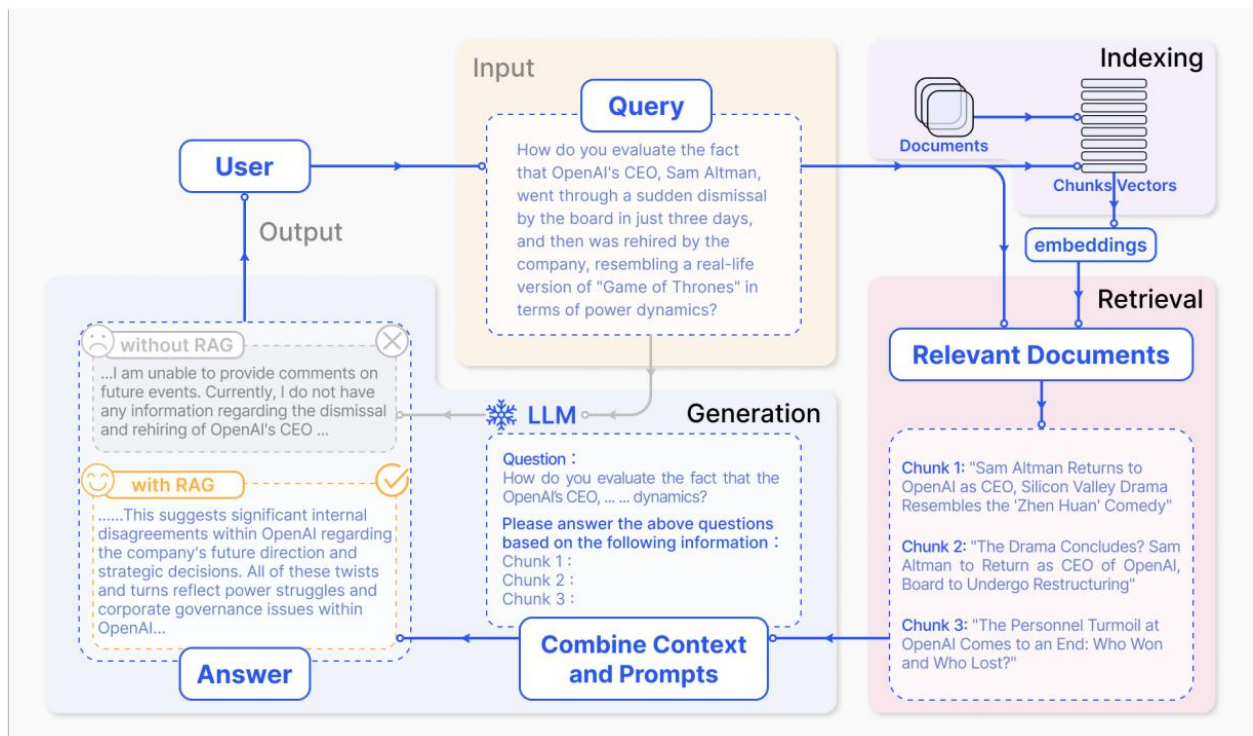 Input
Query
How do you evaluate the fact
that OpenAI's CEO, Sam Altman,
went through a sudden dismissal
by the board in just three days,
and then was rehired by the
company, resembling a real-life
version of "Game of Thrones" in
terms of power dynamics?
Indexing
Documents
Chunks Vectors
embeddings
User
Output
Retrieval
Relevant Documents
Chunk 1: "Sam Altman Returns to
OpenAI as CEO, Silicon Valley Drama
Resembles the 'Zhen Huan' Comedy"
Chunk 2: "The Drama Concludes? Sam
Altman to Return as CEO of OpenAI,
Board to Undergo Restructuring"
Chunk 3: "The Personnel Turmoil at
OpenAI Comes to an End: Who Won
and Who Lost?"
LLM
Generation
Question :
How do you evaluate the fact that the
OpenAI's CEO, ... ... dynamics?
Please answer the above questions
based on the following information :
Chunk 1 :
Chunk 2 :
Chunk 3 :
Combine Context
and Prompts
without RAG
...I am unable to provide comments on
future events. Currently, I do not have
any information regarding the dismissal
and rehiring of OpenAI's CEO ...
with RAG
......This suggests significant internal
disagreements within OpenAI regarding
the company's future direction and
strategic decisions. All of these twists
and turns reflect power struggles and
corporate governance issues within
OpenAI...
Answer